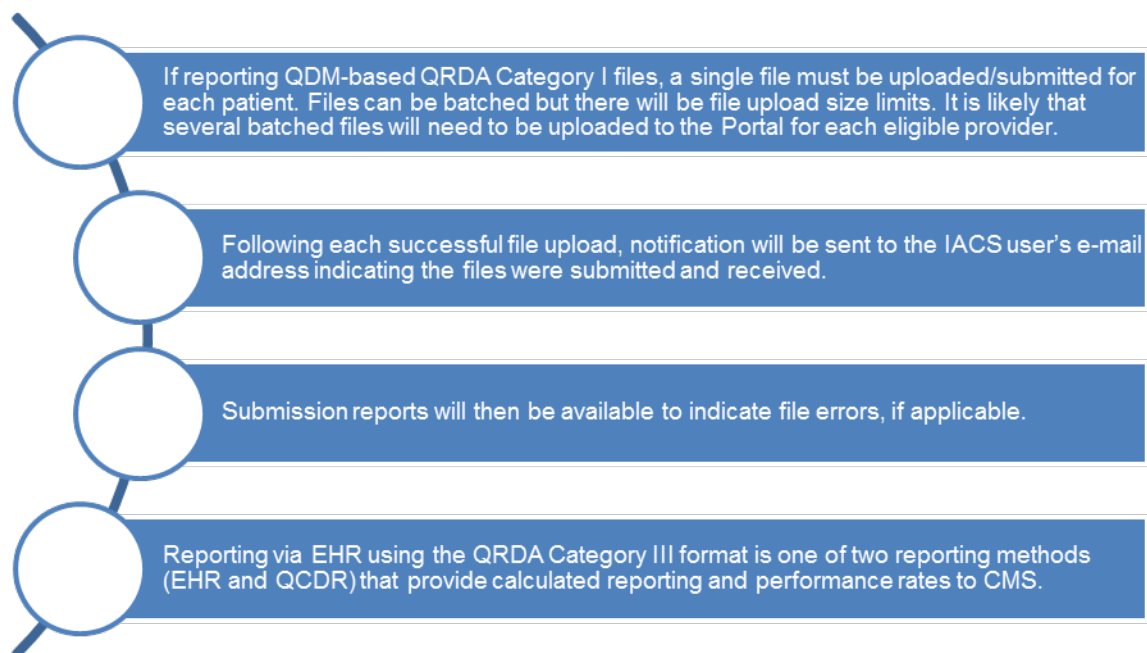 If reporting QDM-based QRDA Category I files, a single file must be uploaded/submitted for
each patient. Files can be batched but there will be file upload size limits. It is likely that
several batched files will need to be uploaded to the Portal for each eligible provider.
Following each successful file upload, notification will be sent to the IACS user’s e-mail
address indicating the files were submitted and received.
Submission reports will then be available to indicate file errors, if applicable.
Reporting via EHR using the QRDA Category III format is one of two reporting methods
(EHR and QCDR) that provide calculated reporting and performance rates to CMS.